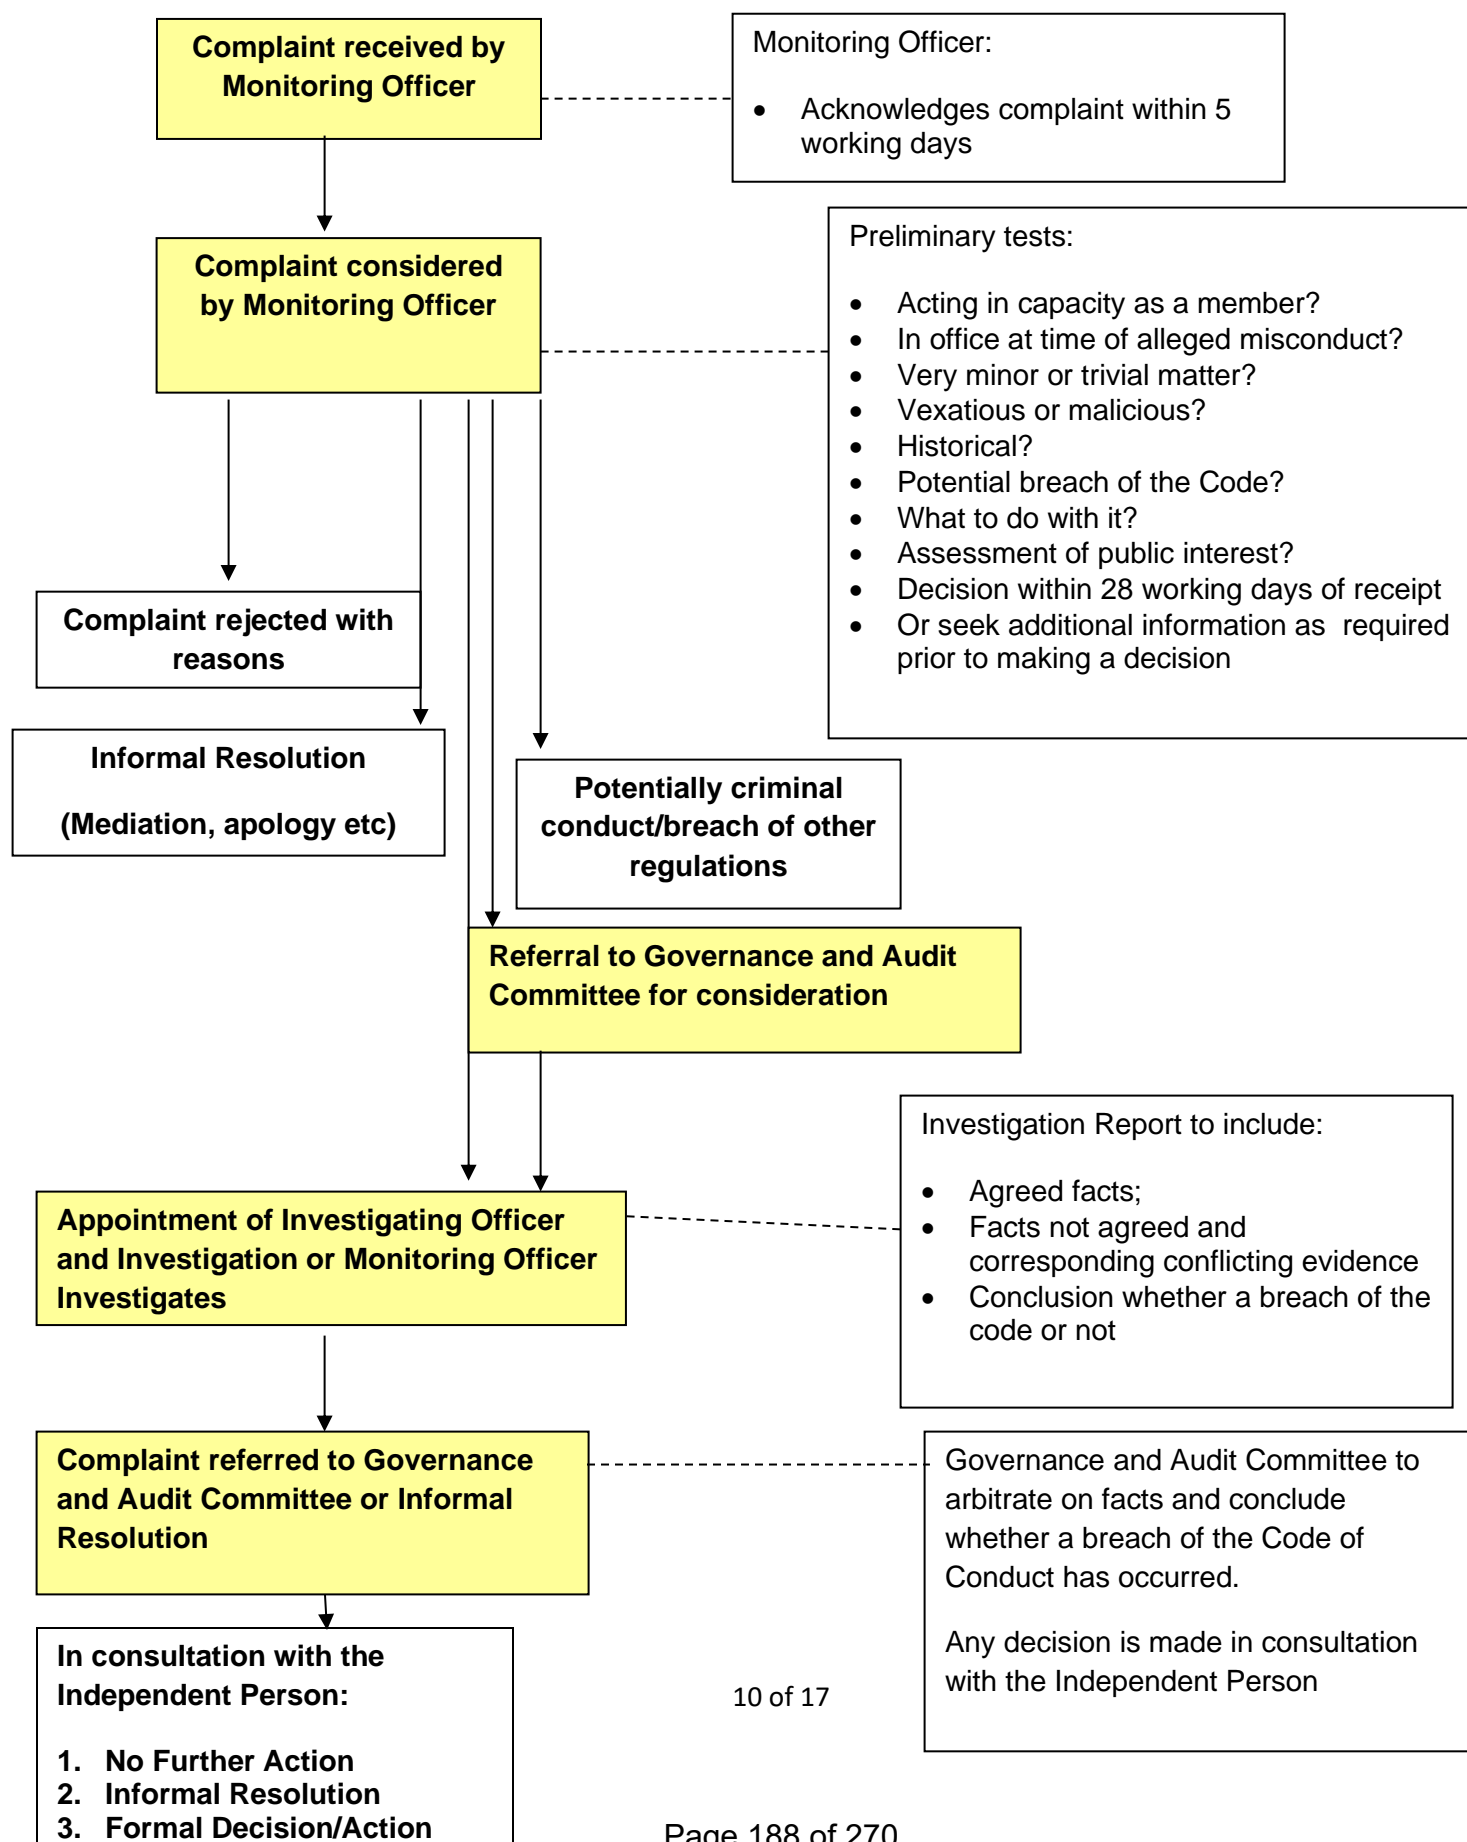 Complaint received by
Monitoring Officer
Monitoring Officer:
• Acknowledges complaint within 5
working days
Complaint considered
by Monitoring Officer
Preliminary tests:
• Acting in capacity as a member?
• In office at time of alleged misconduct?
• Very minor or trivial matter?
• Vexatious or malicious?
• Historical?
• Potential breach of the Code?
• What to do with it?
• Assessment of public interest?
• Decision within 28 working days of receipt
• Or seek additional information as required
prior to making a decision
Complaint rejected with
reasons
Informal Resolution
(Mediation, apology etc)
Potentially criminal
conduct/breach of other
regulations
Referral to Governance and Audit
Committee for consideration
Investigation Report to include:
• Agreed facts;
• Facts not agreed and
corresponding conflicting evidence
• Conclusion whether a breach of the
code or not
Appointment of Investigating Officer
and Investigation or Monitoring Officer
Investigates
Complaint referred to Governance
and Audit Committee or Informal
Resolution
Governance and Audit Committee to
arbitrate on facts and conclude
whether a breach of the Code of
Conduct has occurred.
Any decision is made in consultation
with the Independent Person
In consultation with the
Independent Person:
1. No Further Action
2. Informal Resolution
3. Formal Decision/Action
10 of 17
Page 188 of 270